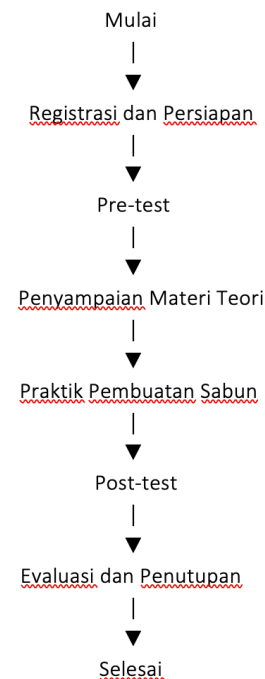 Mulai
Registrasi dan Persiapan
Pre-test
Penyampaian Materi Teori
Praktik Pembuatan Sabun
Post-test
Evaluasi dan Penutupan
Selesai